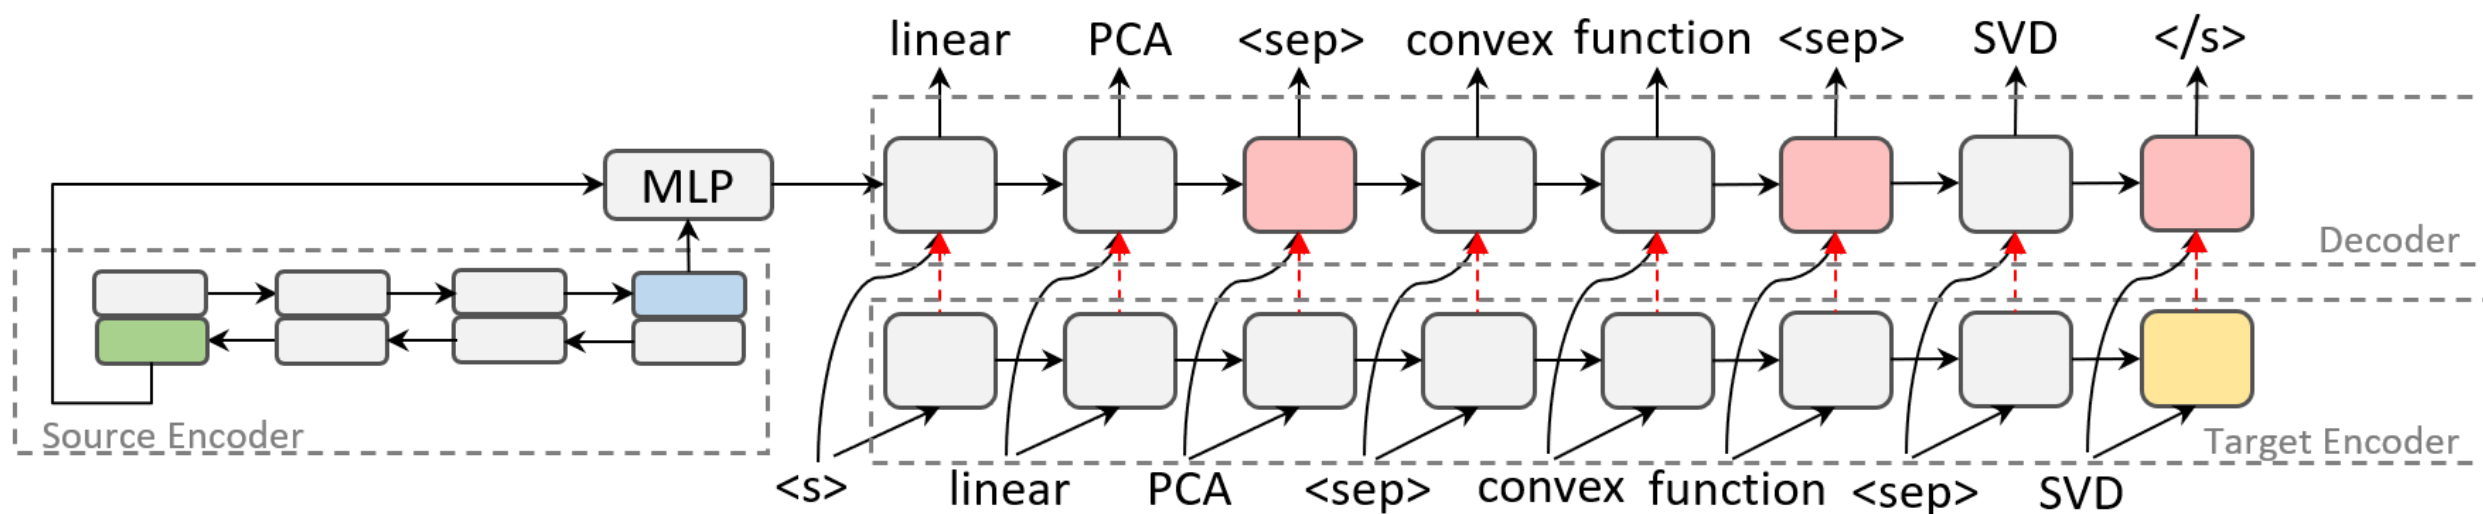 linear PCA <sep> convex function <sep> SVD </s>
MLP
Decoder
Source Encoder
Target Encoder
<s> linear PCA <sep> convex function <sep> SVD